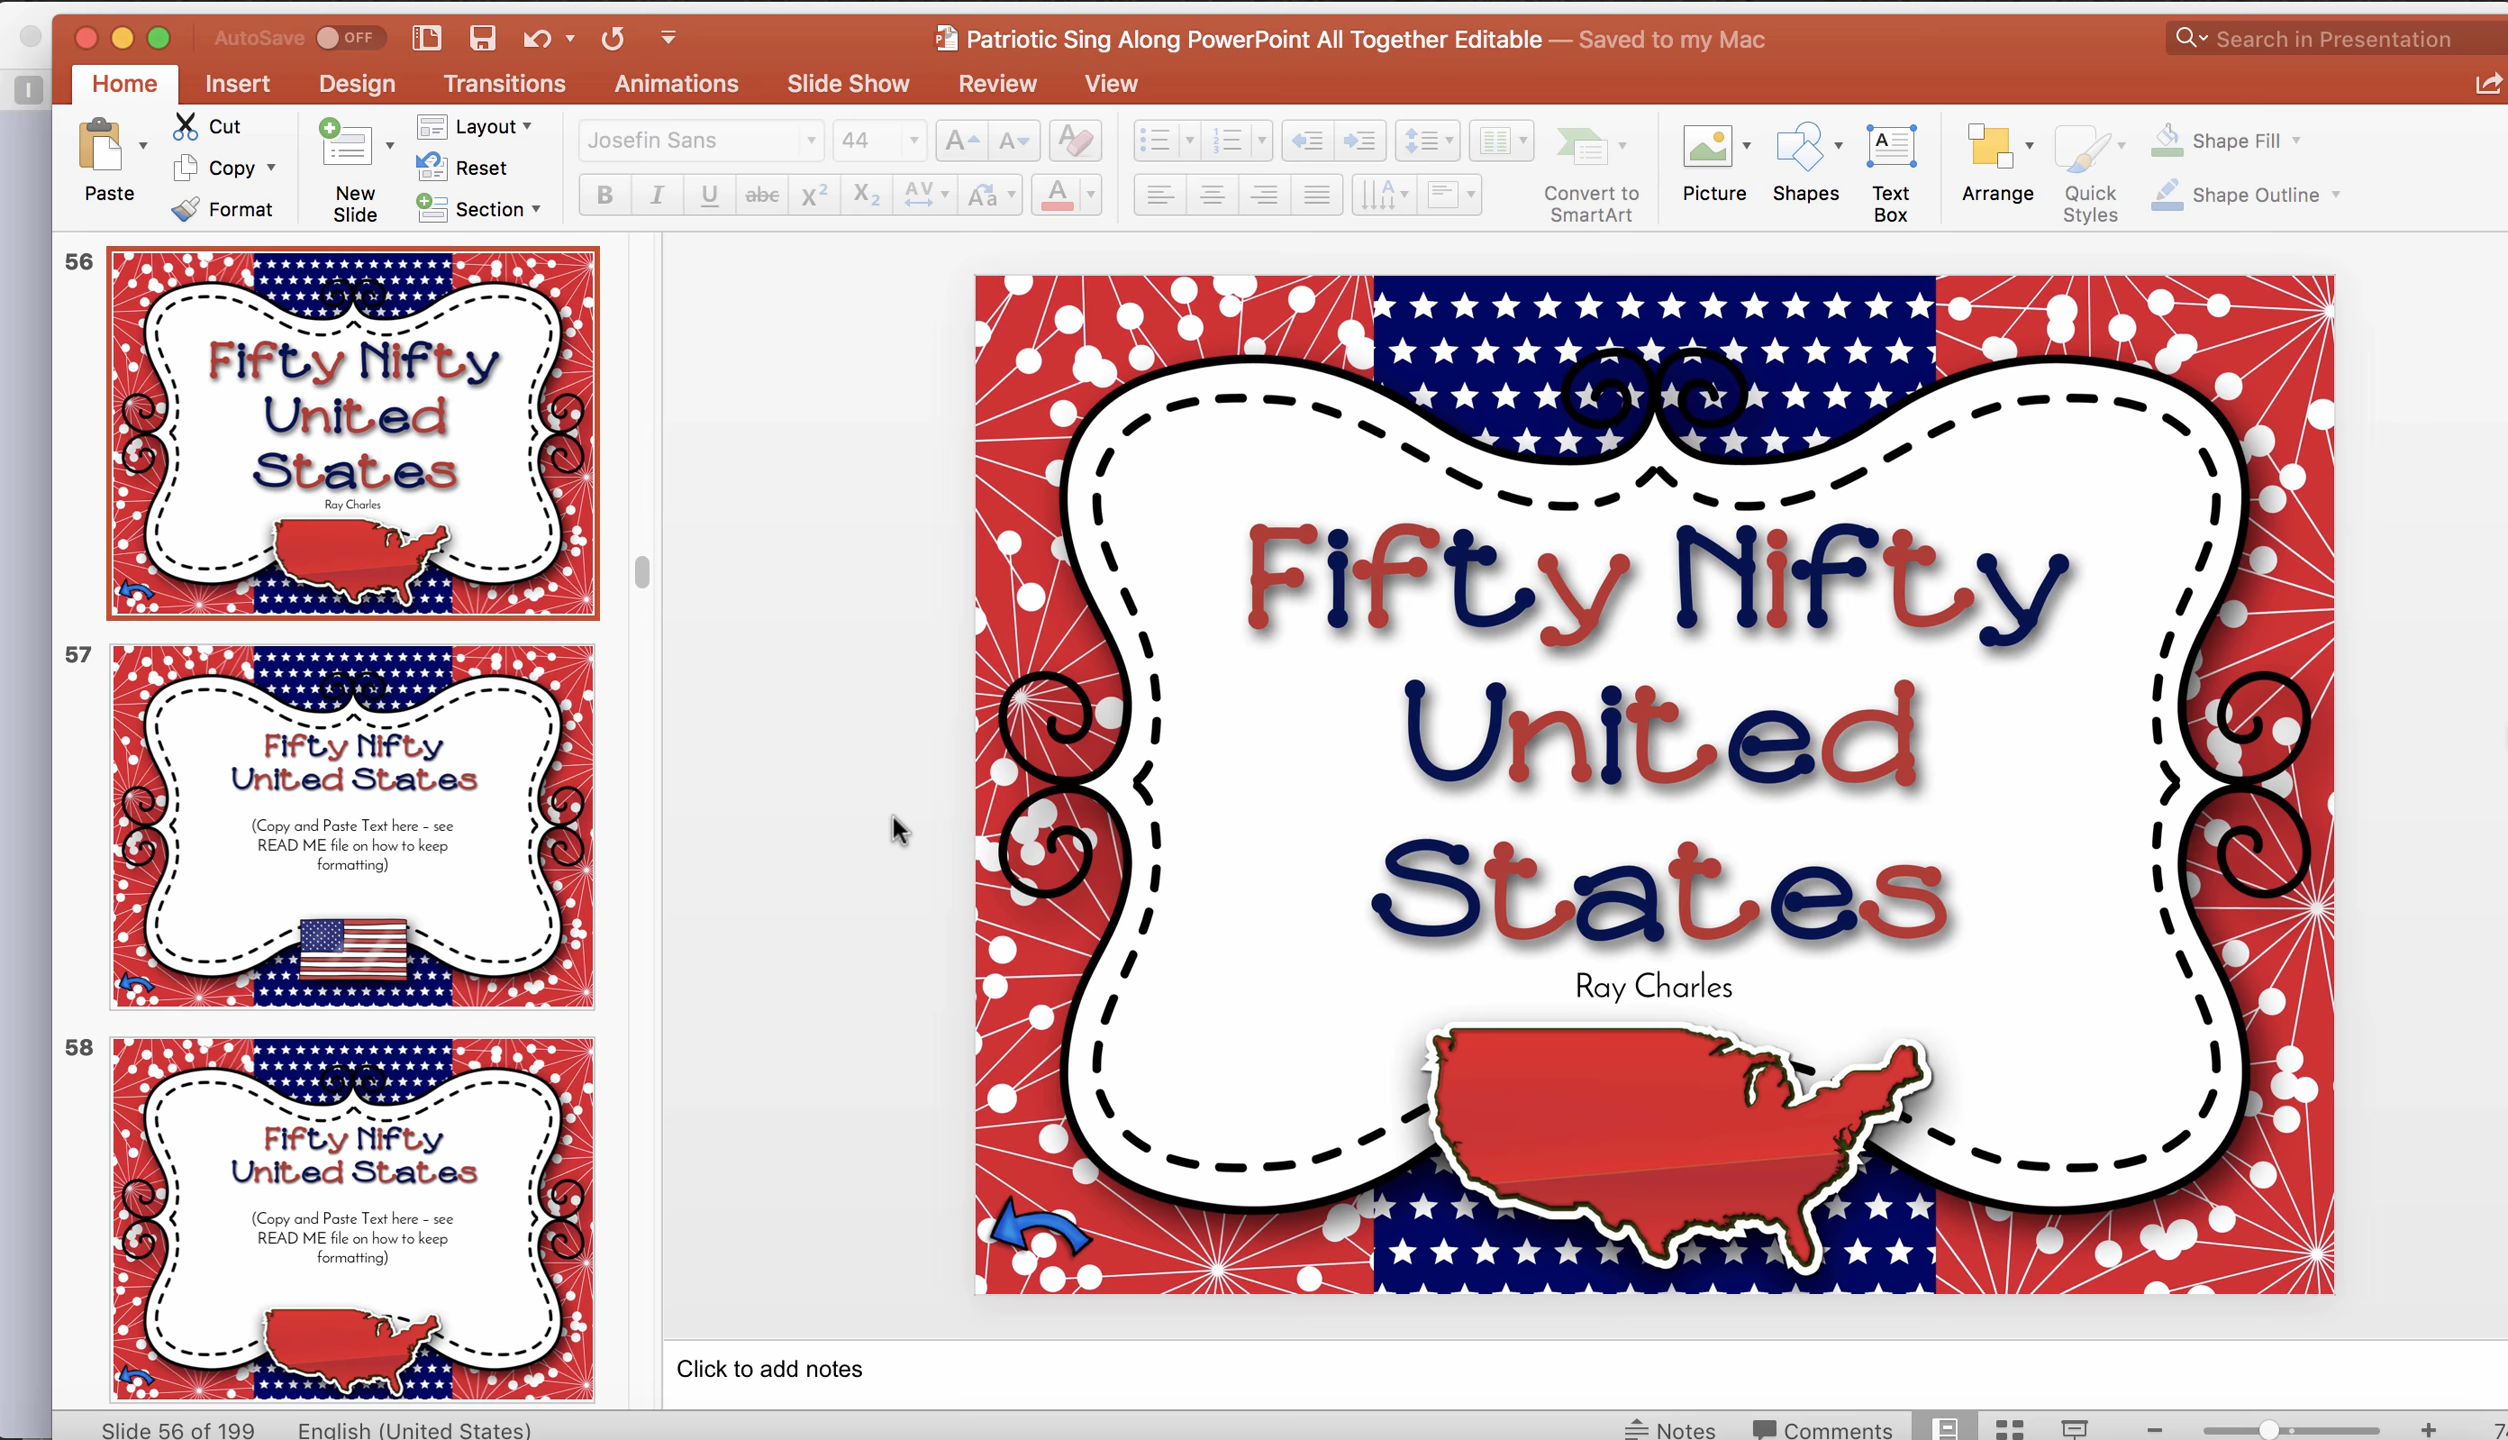 AutoSave OFF
Patriotic Sing Along PowerPoint All Together Editable — Saved to my Mac
Search in Presentation
Home Insert Design Transitions Animations Slide Show Review View
Paste
Cut
Copy
Format
New
Slide
Layout
Reset
Section
Josefin Sans 44
Convert to
SmartArt
Picture
Shapes
Text
Box
Arrange
Quick
Styles
Shape Fill
Shape Outline
56
Fifty Nifty
United
States
Ray Charles
57
Fifty Nifty
United States
(Copy and Paste Text here – see
READ ME file on how to keep
formatting)
58
Fifty Nifty
United States
(Copy and Paste Text here – see
READ ME file on how to keep
formatting)
Fifty Nifty
United
States
Ray Charles
Click to add notes
Slide 56 of 199 English (United States)
Notes Comments